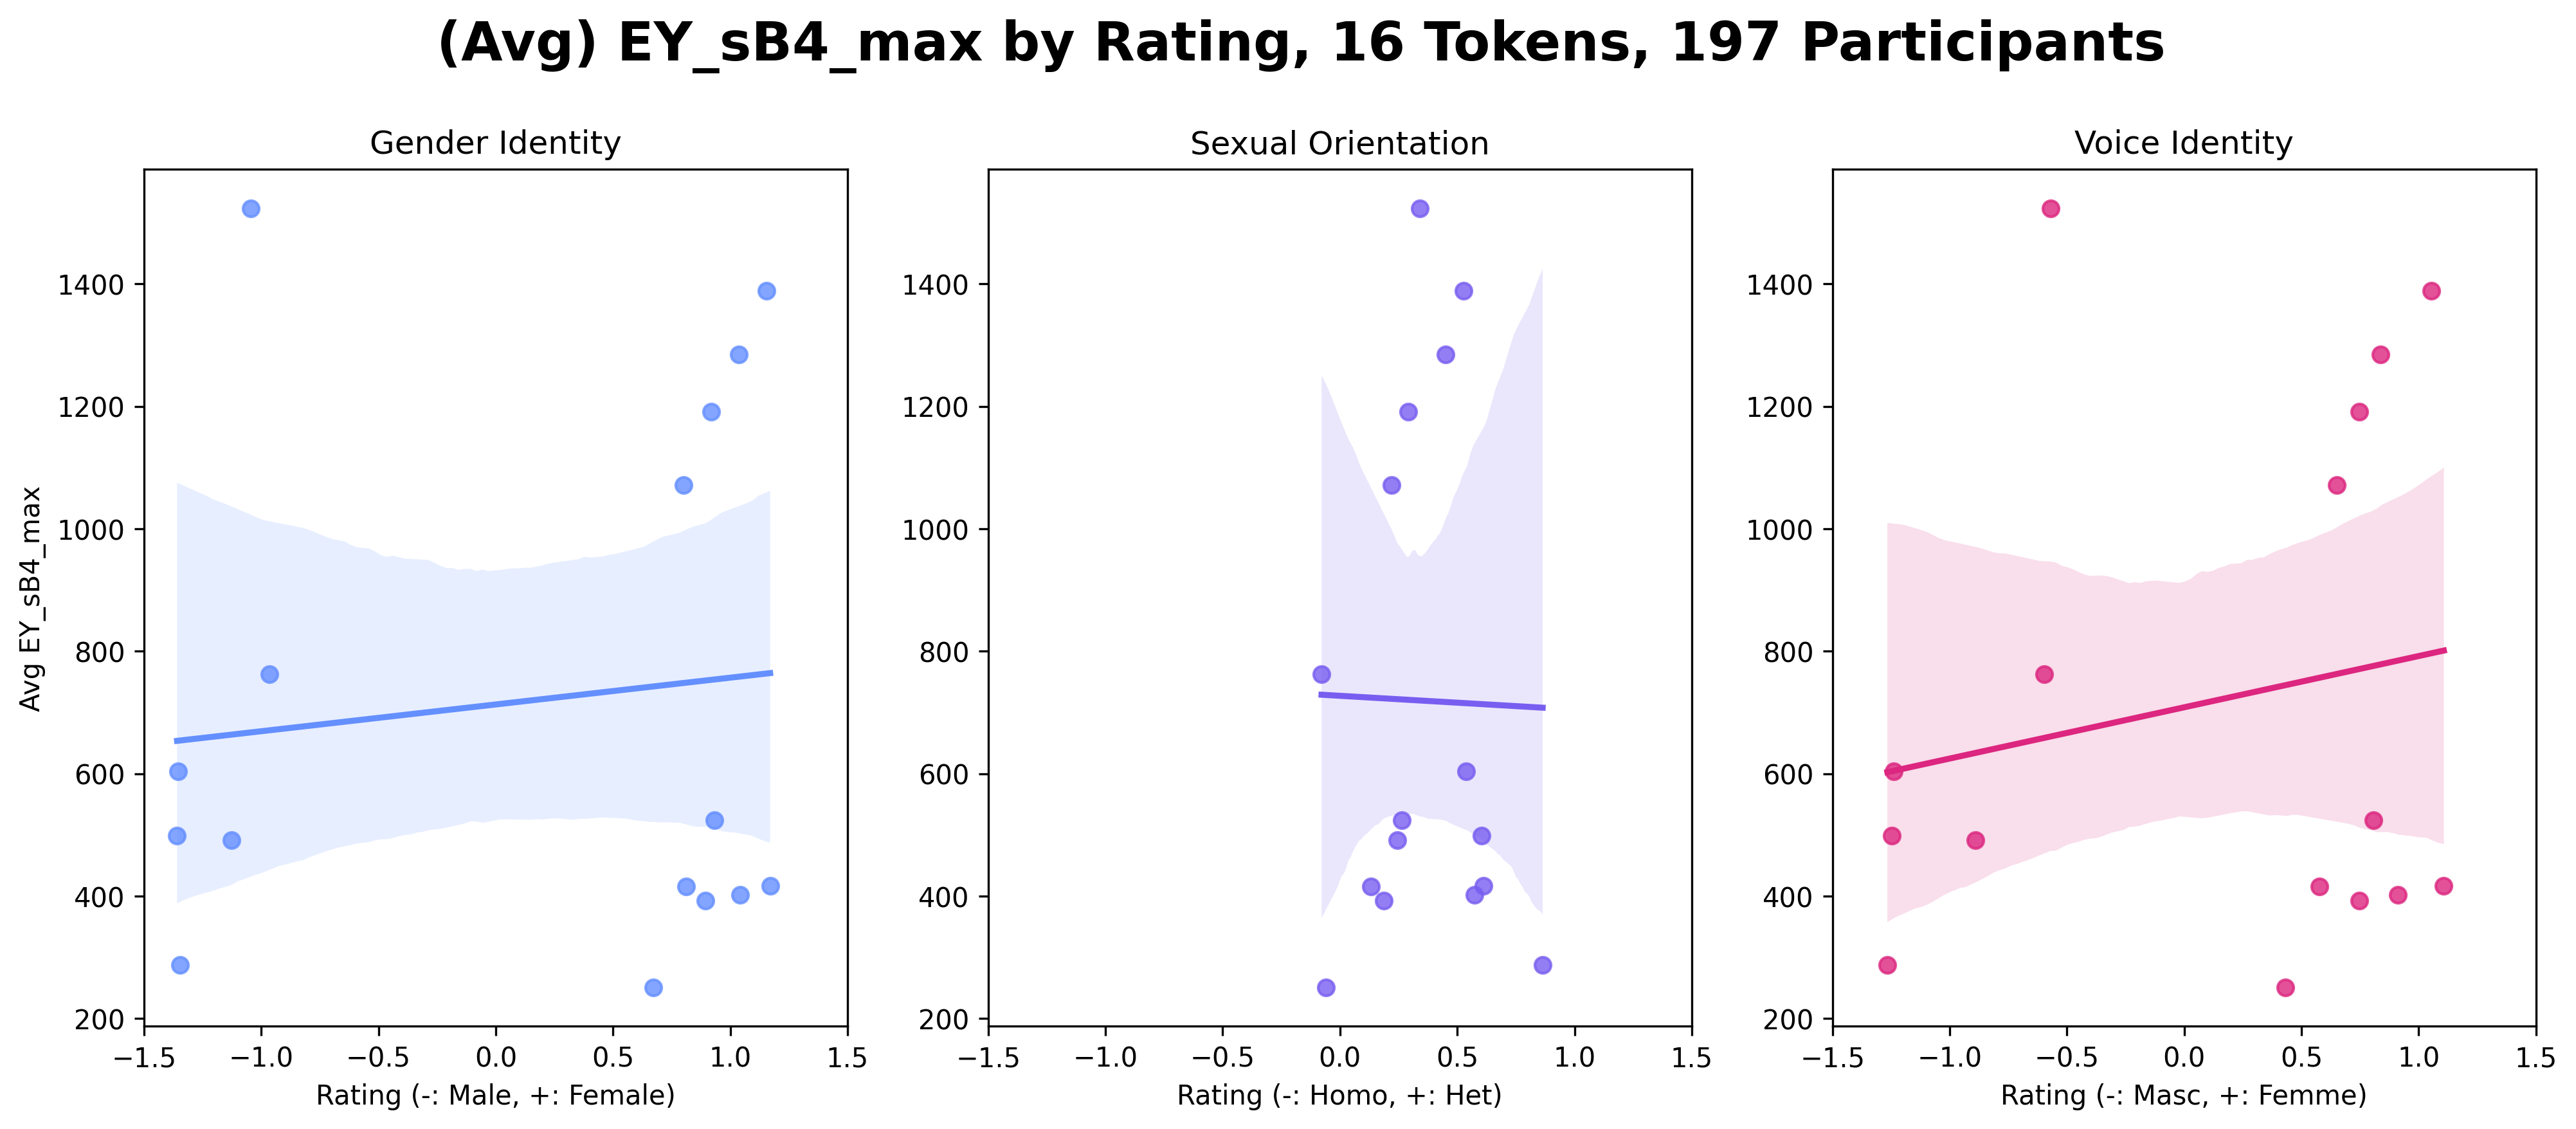 (Avg) EY_sB4_max by Rating, 16 Tokens, 197 Participants
Gender Identity
Sexual Orientation
Voice Identity
Avg EY_sB4_max
1400
1200
1000
800
600
400
200
−1.5 −1.0 −0.5 0.0 0.5 1.0 1.5
Rating (-: Male, +: Female)
1400
1200
1000
800
600
400
200
−1.5 −1.0 −0.5 0.0 0.5 1.0 1.5
Rating (-: Homo, +: Het)
1400
1200
1000
800
600
400
200
−1.5 −1.0 −0.5 0.0 0.5 1.0 1.5
Rating (-: Masc, +: Femme)